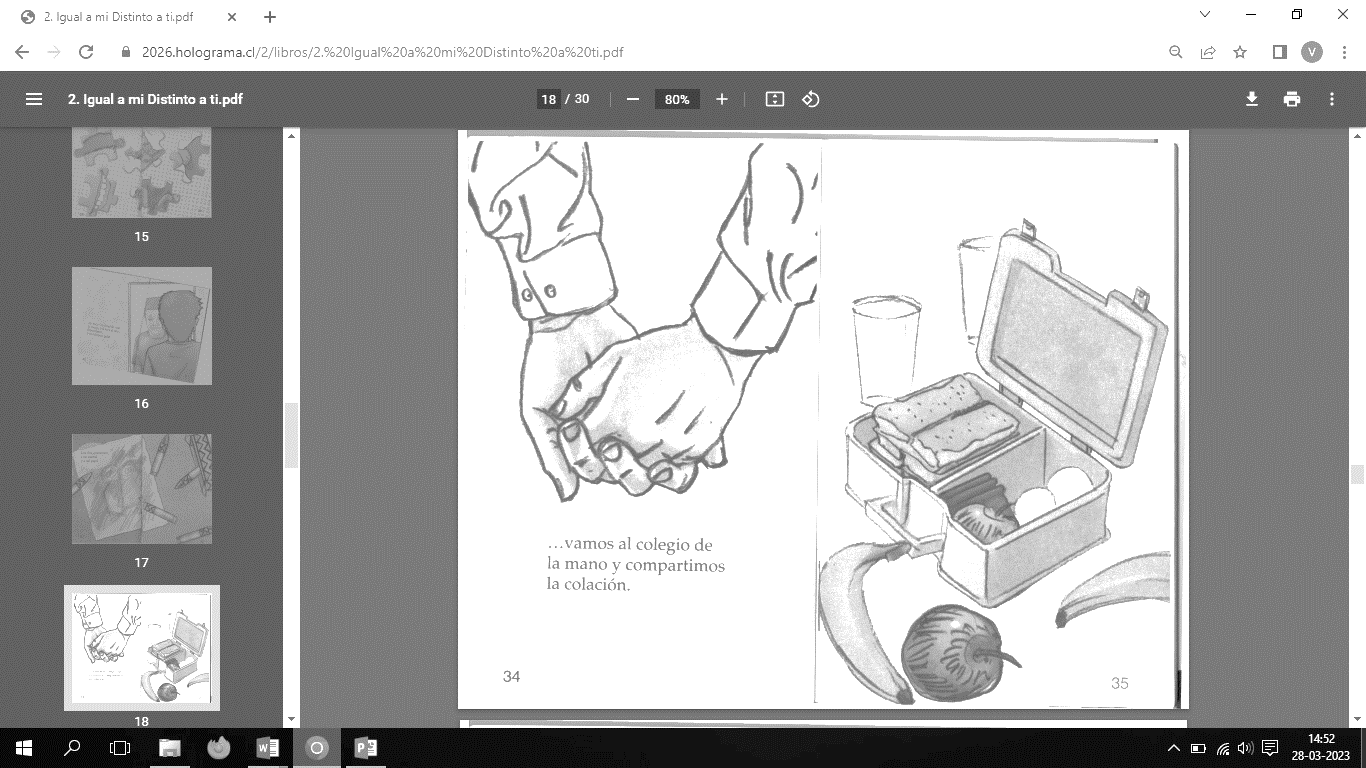 2. Igual a mi Distinto a ti.pdf
2026.holograma.cl/2/libros/2.%20Igual%20a%20mi%20Distinto%20a%20ti.pdf
V
2. Igual a mi Distinto a ti.pdf
18 / 30
80%
15
16
17
18
...vamos al colegio de
la mano y compartimos
la colación.
34
35
14:52
28-03-2023